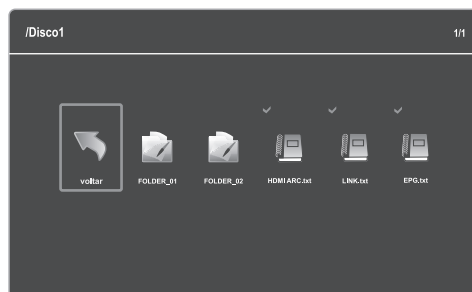 /Disco1 1/1
voltar FOLDER_01 FOLDER_02 HDMI ARC.txt LINK.txt EPG.txt